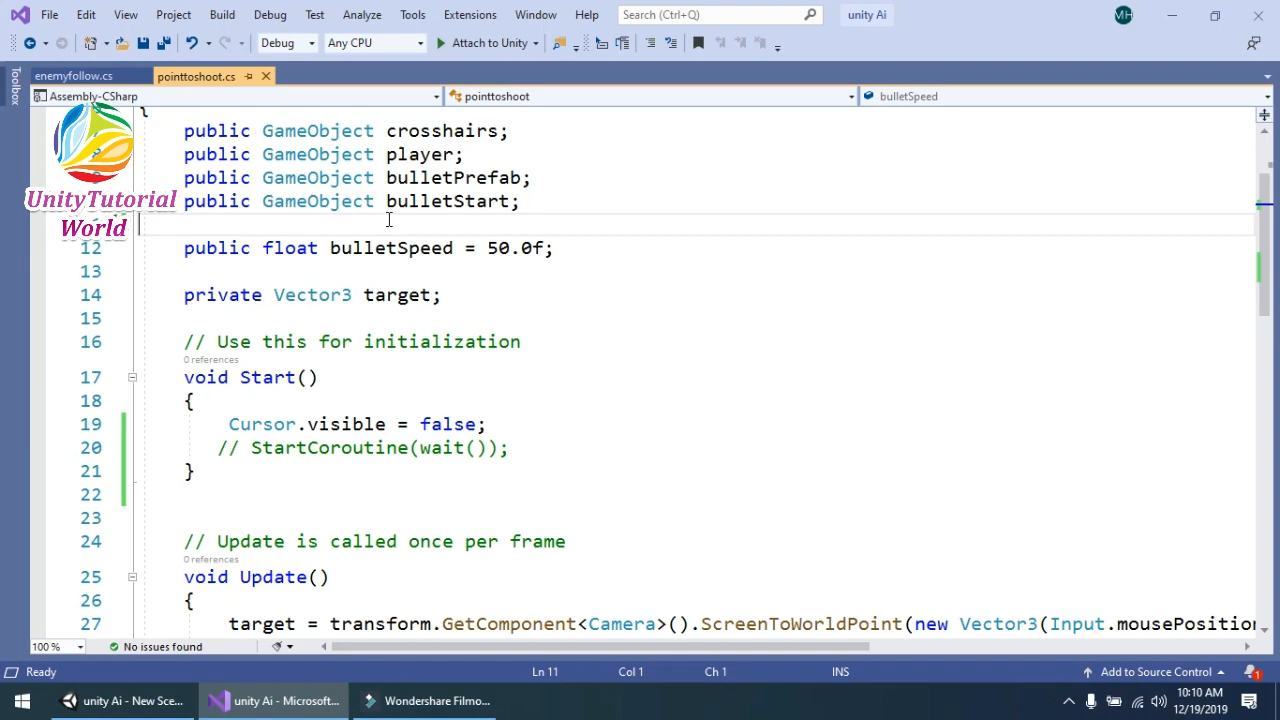 File Edit View Project Build Debug Test Analyze Tools Extensions Window Help Search (Ctrl+Q) unity Ai MH
Debug Any CPU Attach to Unity
Toolbox
enemyfollow.cs pointtoshoot.cs
Assembly-CSharp pointtoshoot bulletSpeed
{
public GameObject crosshairs;
public GameObject player;
public GameObject bulletPrefab;
public GameObject bulletStart;
UnityTutorial
World
12 public float bulletSpeed = 50.0f;
13
14 private Vector3 target;
15
16 // Use this for initialization
0 references
17 void Start()
18 {
19 Cursor.visible = false;
20 // StartCoroutine(wait());
21 }
22
23
24 // Update is called once per frame
0 references
25 void Update()
26 {
27 target = transform.GetComponent<Camera>().ScreenToWorldPoint(new Vector3(Input.mousePosition
100 % No issues found
Ready Ln 11 Col 1 Ch 1 INS Add to Source Control 1
unity Ai - New Sce... unity Ai - Microsoft... Wondershare Filmo... 10:10 AM
12/19/2019